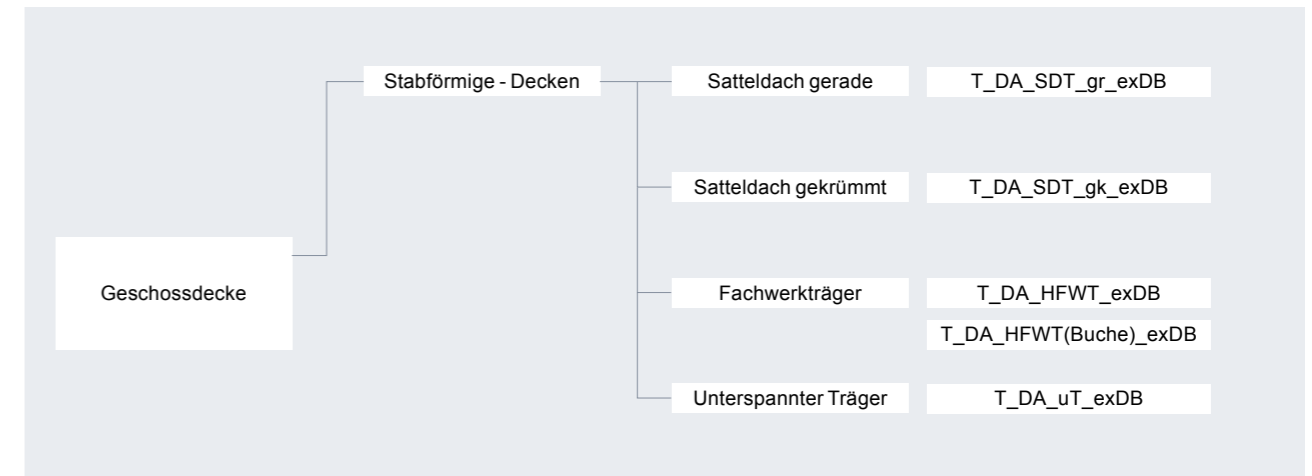 Stabförmige - Decken
Satteldach gerade
T_DA_SDT_gr_exDB
Satteldach gekrümmt
T_DA_SDT_gk_exDB
Geschossdecke
Fachwerkträger
T_DA_HFWT_exDB
T_DA_HFWT(Buche)_exDB
Unterspannter Träger
T_DA_uT_exDB